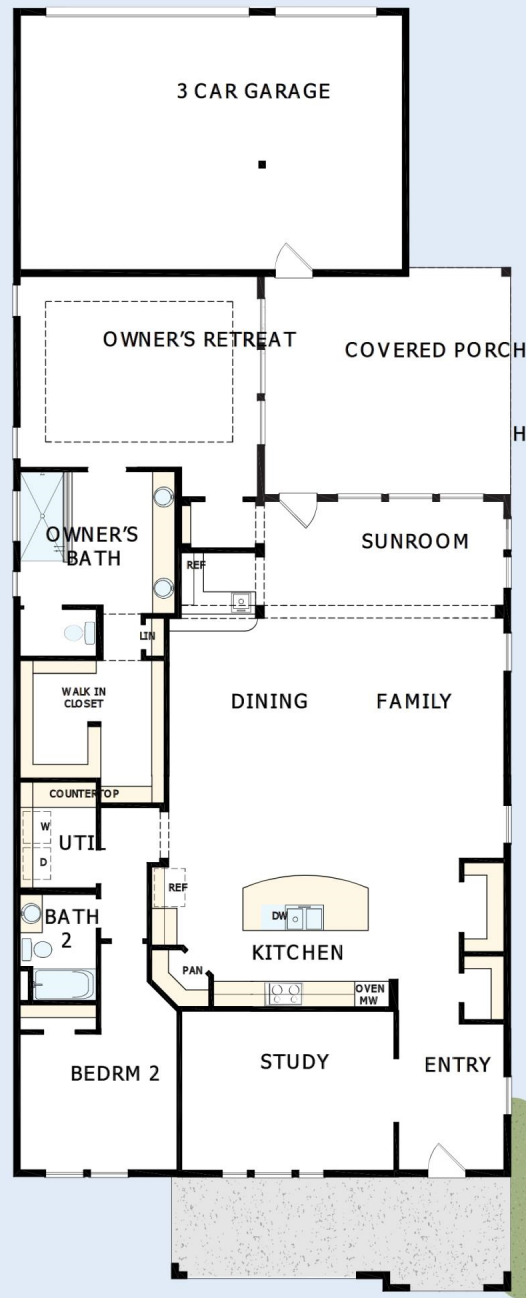 3 CAR GARAGE
OWNER'S RETREAT
COVERED PORCH
H
OWNER'S
BATH
REF
SUNROOM
LIN
WALK IN
CLOSET
DINING
FAMILY
COUNTERTOP
W
UTIL
D
REF
BATH
2
DW
KITCHEN
PAN
OVEN
MW
STUDY
ENTRY
BEDRM 2